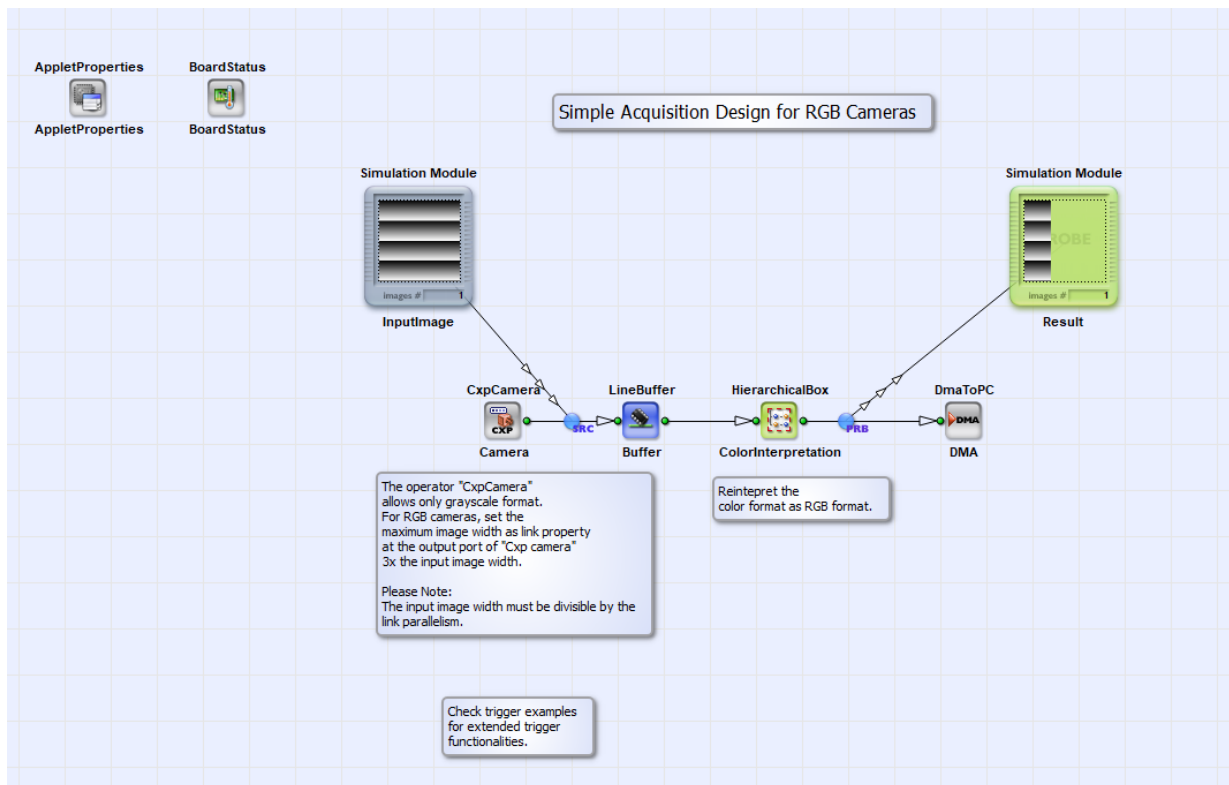 AppletProperties
BoardStatus
AppletProperties
BoardStatus
Simple Acquisition Design for RGB Cameras
Simulation Module
images # 1
InputImage
Simulation Module
ROBE
images # 1
Result
CxpCamera
CXP
Camera
SRC
LineBuffer
Buffer
HierarchicalBox
ColorInterpretation
PRB
DmaToPC
DMA
DMA
The operator "CxpCamera"
allows only grayscale format.
For RGB cameras, set the
maximum image width as link property
at the output port of "Cxp camera"
3x the input image width.
Please Note:
The input image width must be divisible by the
link parallelism.
Reintepret the
color format as RGB format.
Check trigger examples
for extended trigger
functionalities.